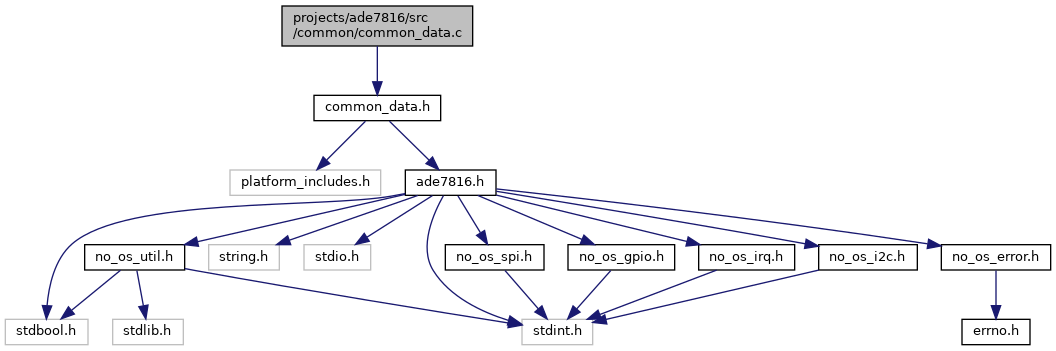 projects/ade7816/src
/common/common_data.c
common_data.h
platform_includes.h
ade7816.h
no_os_util.h
string.h
stdio.h
no_os_spi.h
no_os_gpio.h
no_os_irq.h
no_os_i2c.h
no_os_error.h
stdbool.h
stdlib.h
stdint.h
errno.h